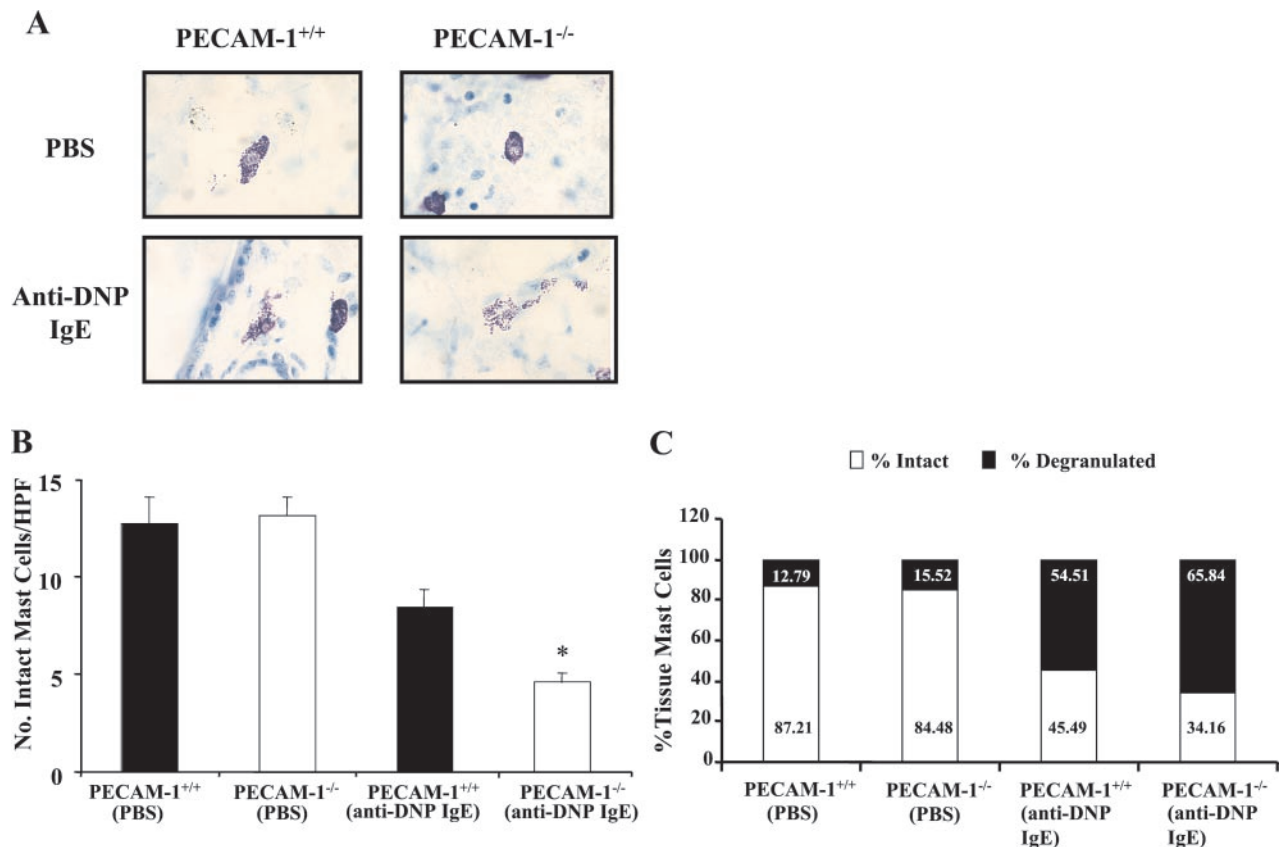 A
PECAM-1+/+
PECAM-1-/-
PBS
Anti-DNP
IgE
B
No. Intact Mast Cells/HPF
15
10
5
0
*
PECAM-1+/+
(PBS)
PECAM-1-/-
(PBS)
PECAM-1+/+
(anti-DNP IgE)
PECAM-1-/-
(anti-DNP IgE)
C
% Intact
% Degranulated
%Tissue Mast Cells
120
100
80
60
40
20
0
12.79
15.52
54.51
65.84
87.21
84.48
45.49
34.16
PECAM-1+/+
(PBS)
PECAM-1-/-
(PBS)
PECAM-1+/+
(anti-DNP
IgE)
PECAM-1-/-
(anti-DNP
IgE)